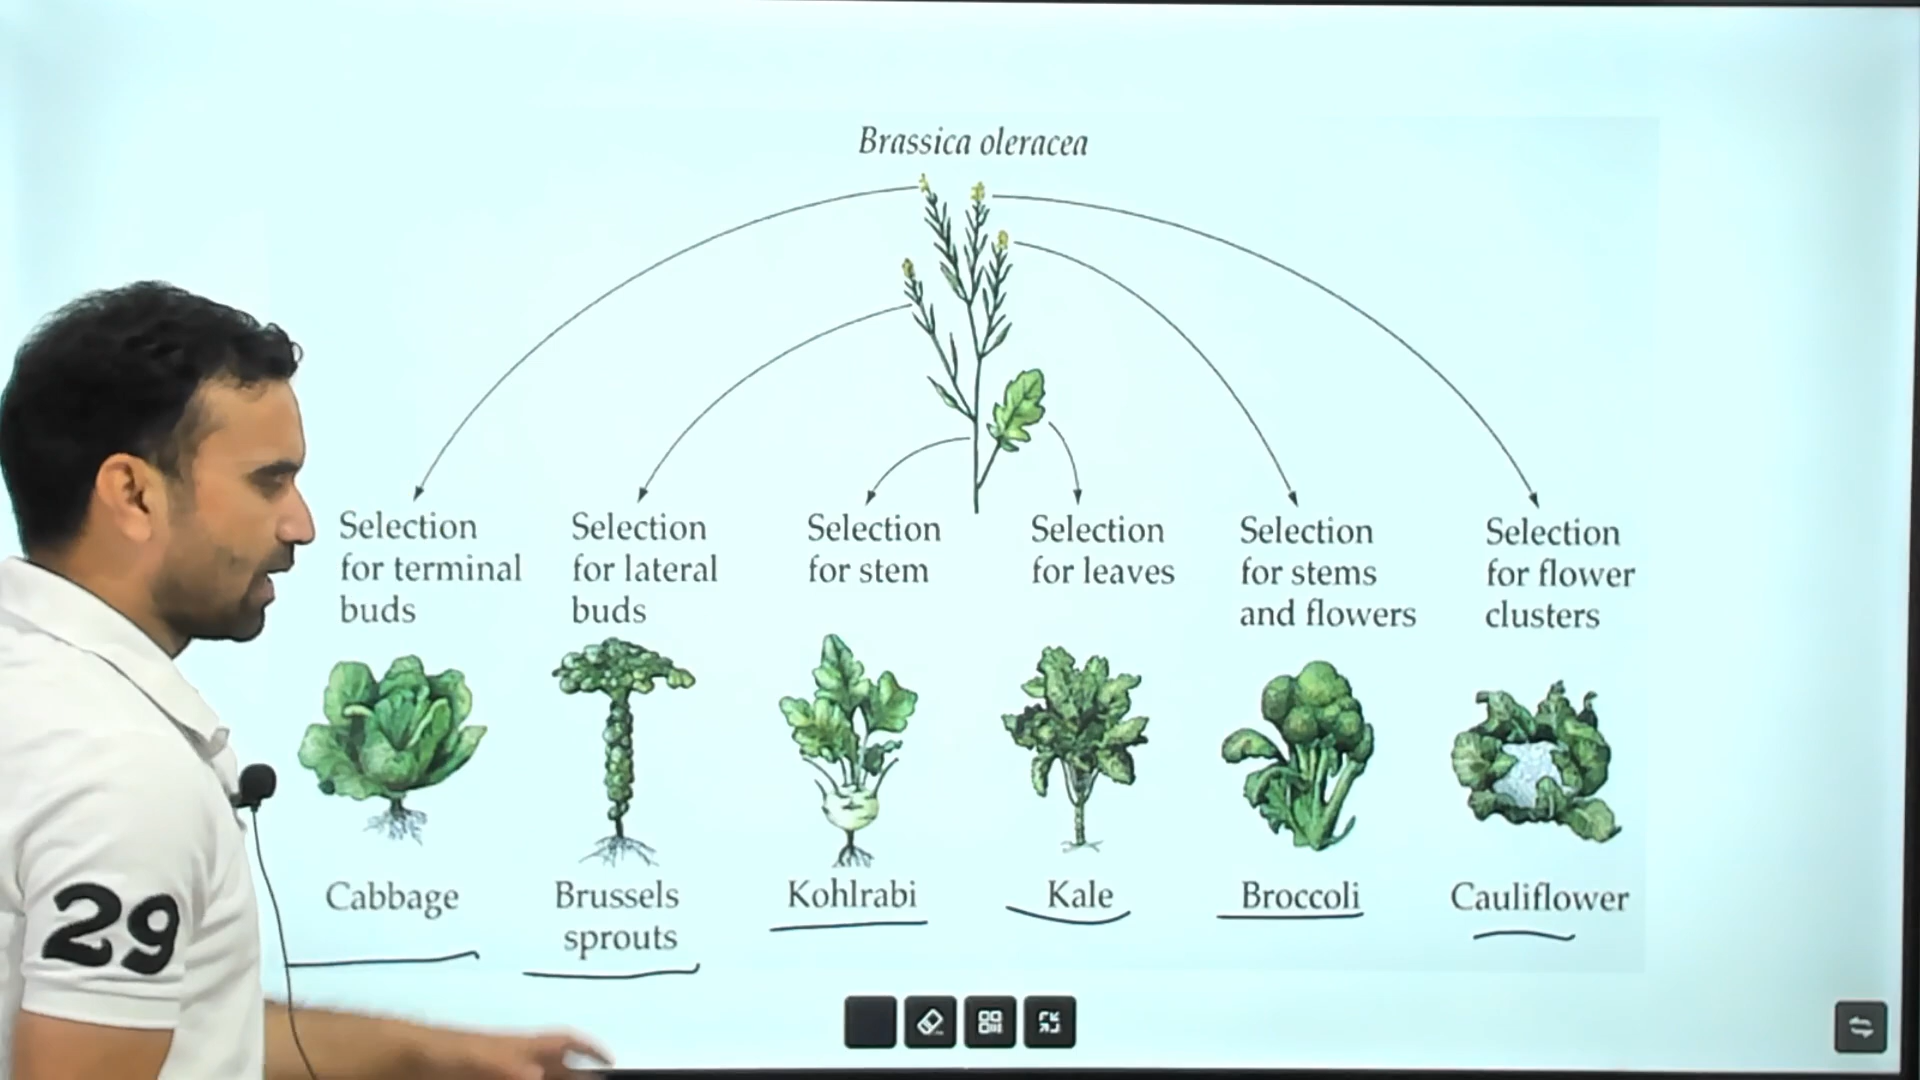 Brassica oleracea
Selection
for terminal
buds
Selection
for lateral
buds
Selection
for stem
Selection
for leaves
Selection
for stems
and flowers
Selection
for flower
clusters
Cabbage
Brussels
sprouts
Kohlrabi
Kale
Broccoli
Cauliflower
29